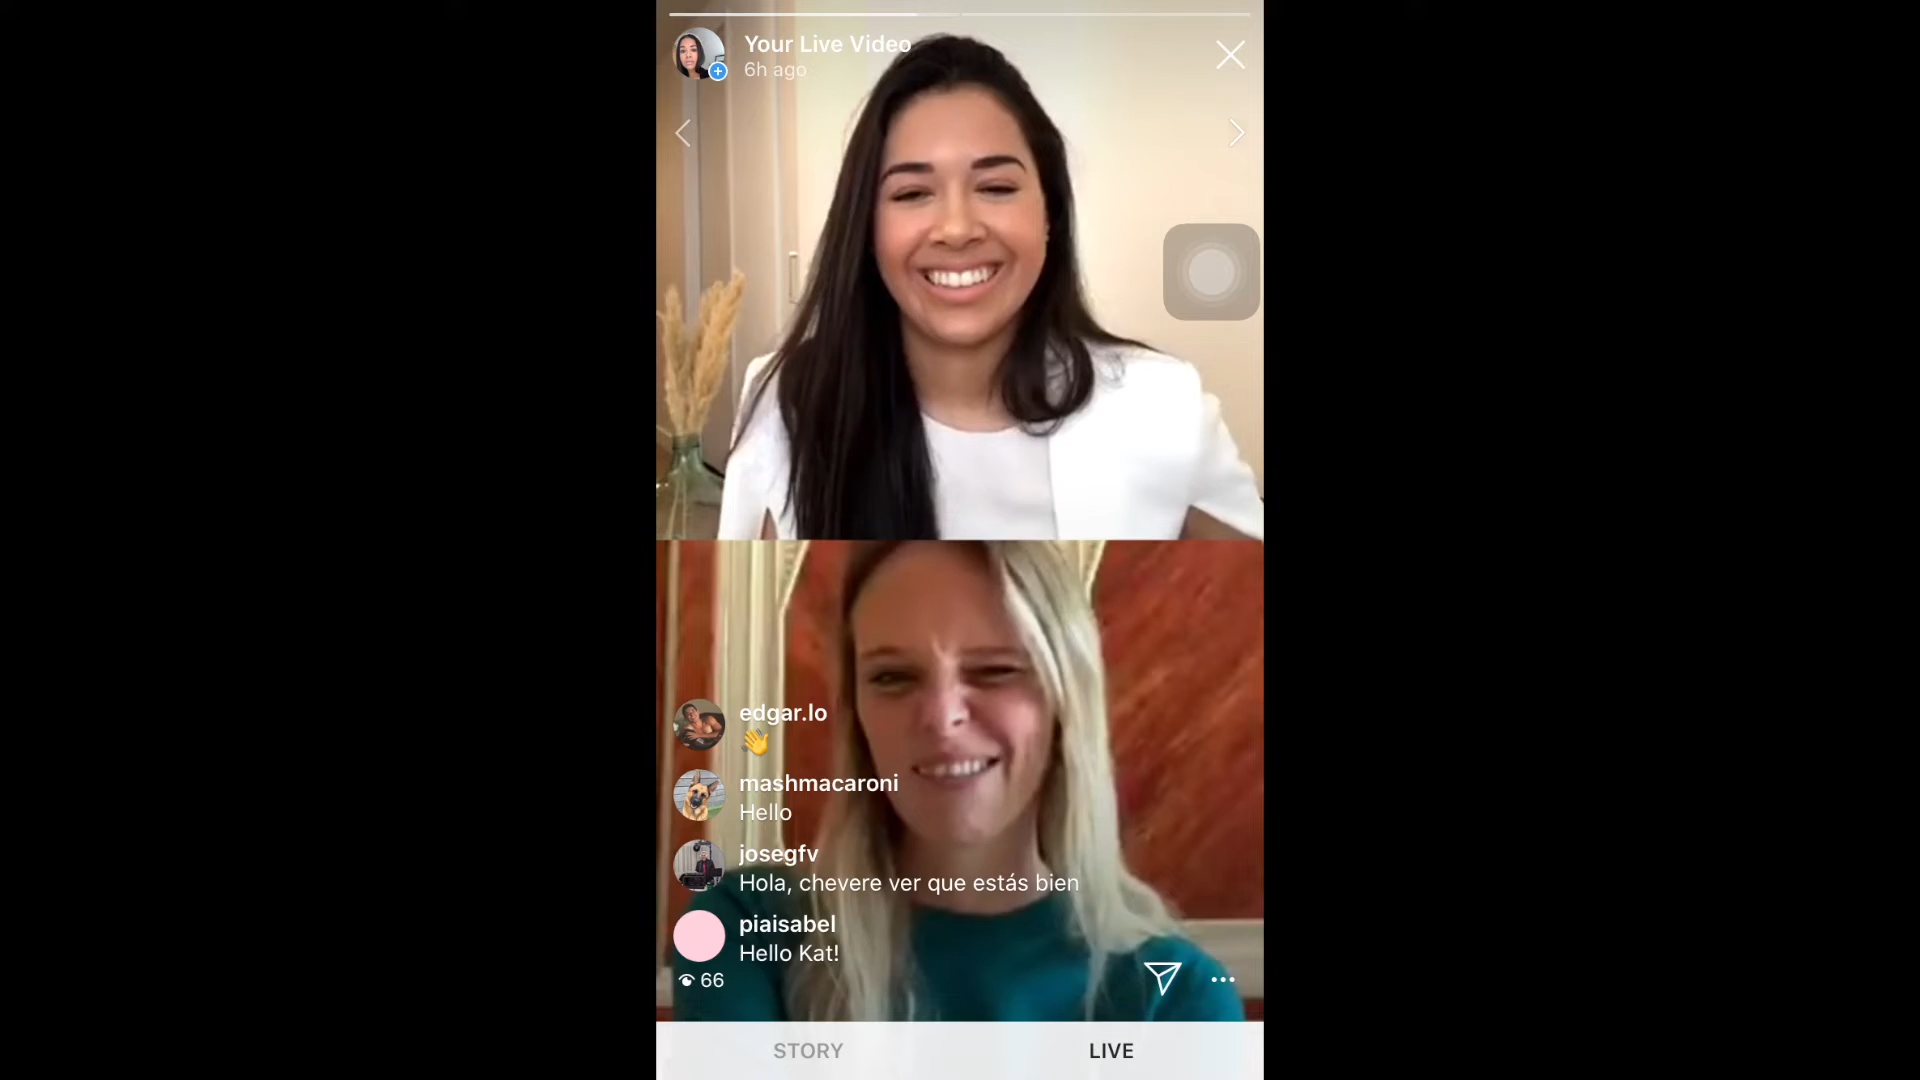 Your Live Video
6h ago
edgar.lo
👋
mashmacaroni
Hello
josegfv
Hola, chevere ver que estás bien
piaisabel
Hello Kat!
66
STORY
LIVE